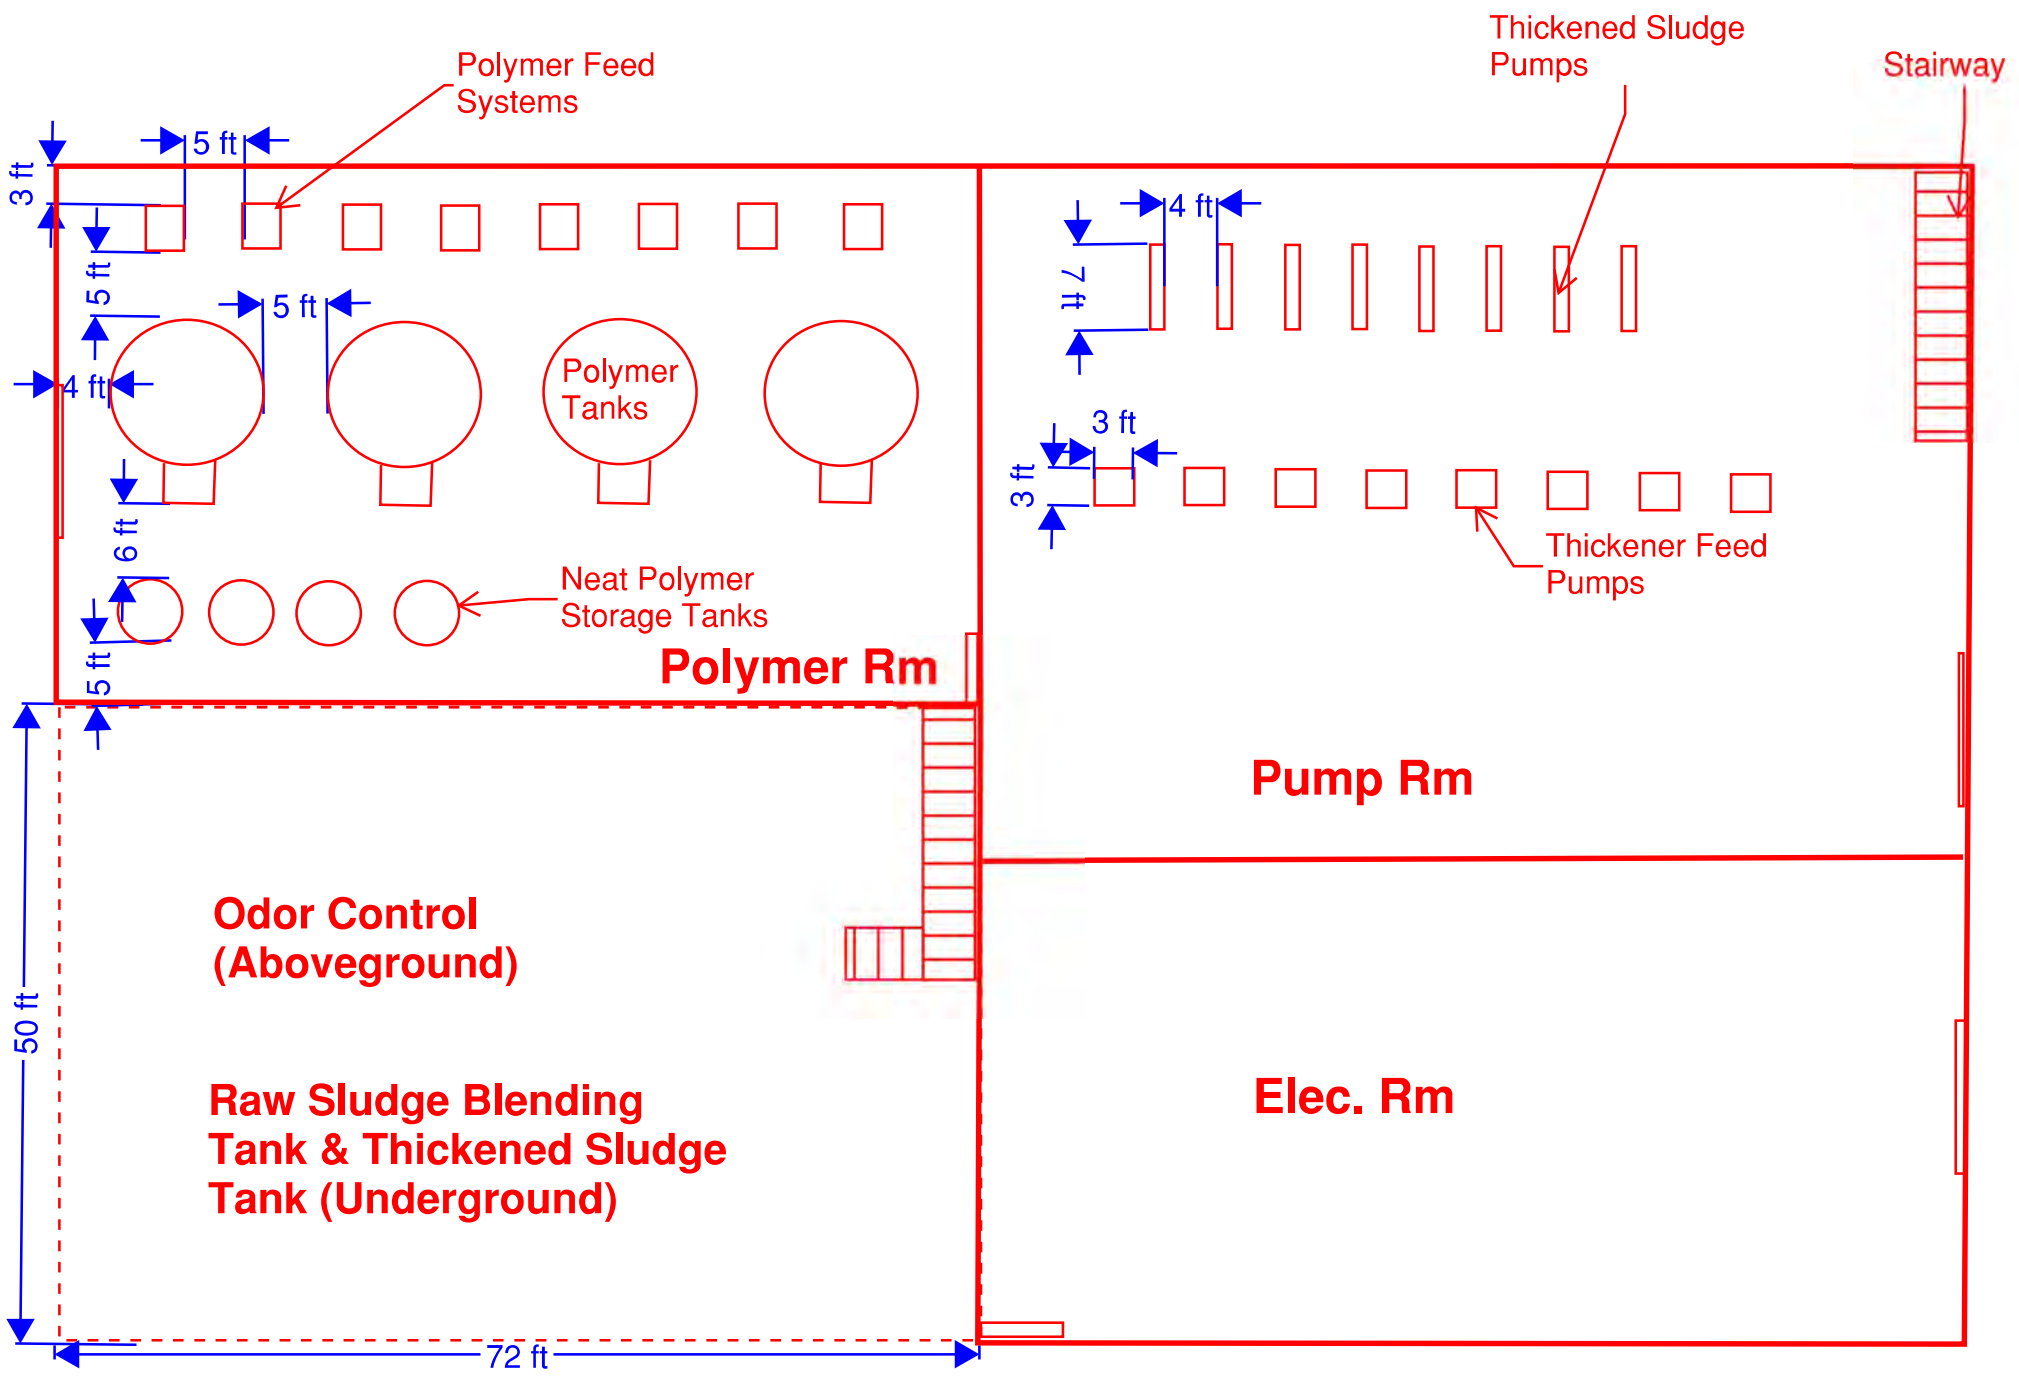 Thickened Sludge
Pumps
Stairway
Polymer Feed
Systems
5 ft
3 ft
4 ft
7 ft
5 ft
5 ft
4 ft
Polymer
Tanks
3 ft
3 ft
6 ft
Thickener Feed
Pumps
Neat Polymer
Storage Tanks
5 ft
Polymer Rm
Pump Rm
Odor Control
(Aboveground)
50 ft
Raw Sludge Blending
Tank & Thickened Sludge
Tank (Underground)
Elec. Rm
72 ft